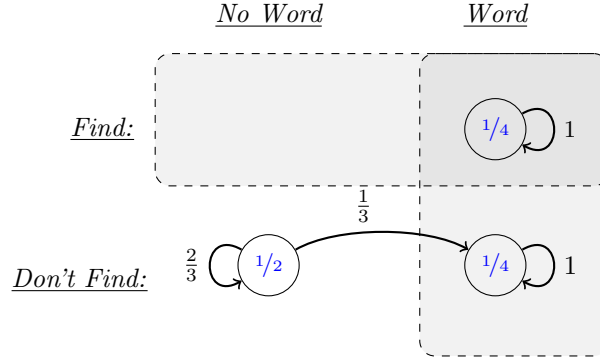 No Word Word
Find: 1/4 1
1/3
Don't Find: 2/3 1/2 1/4 1